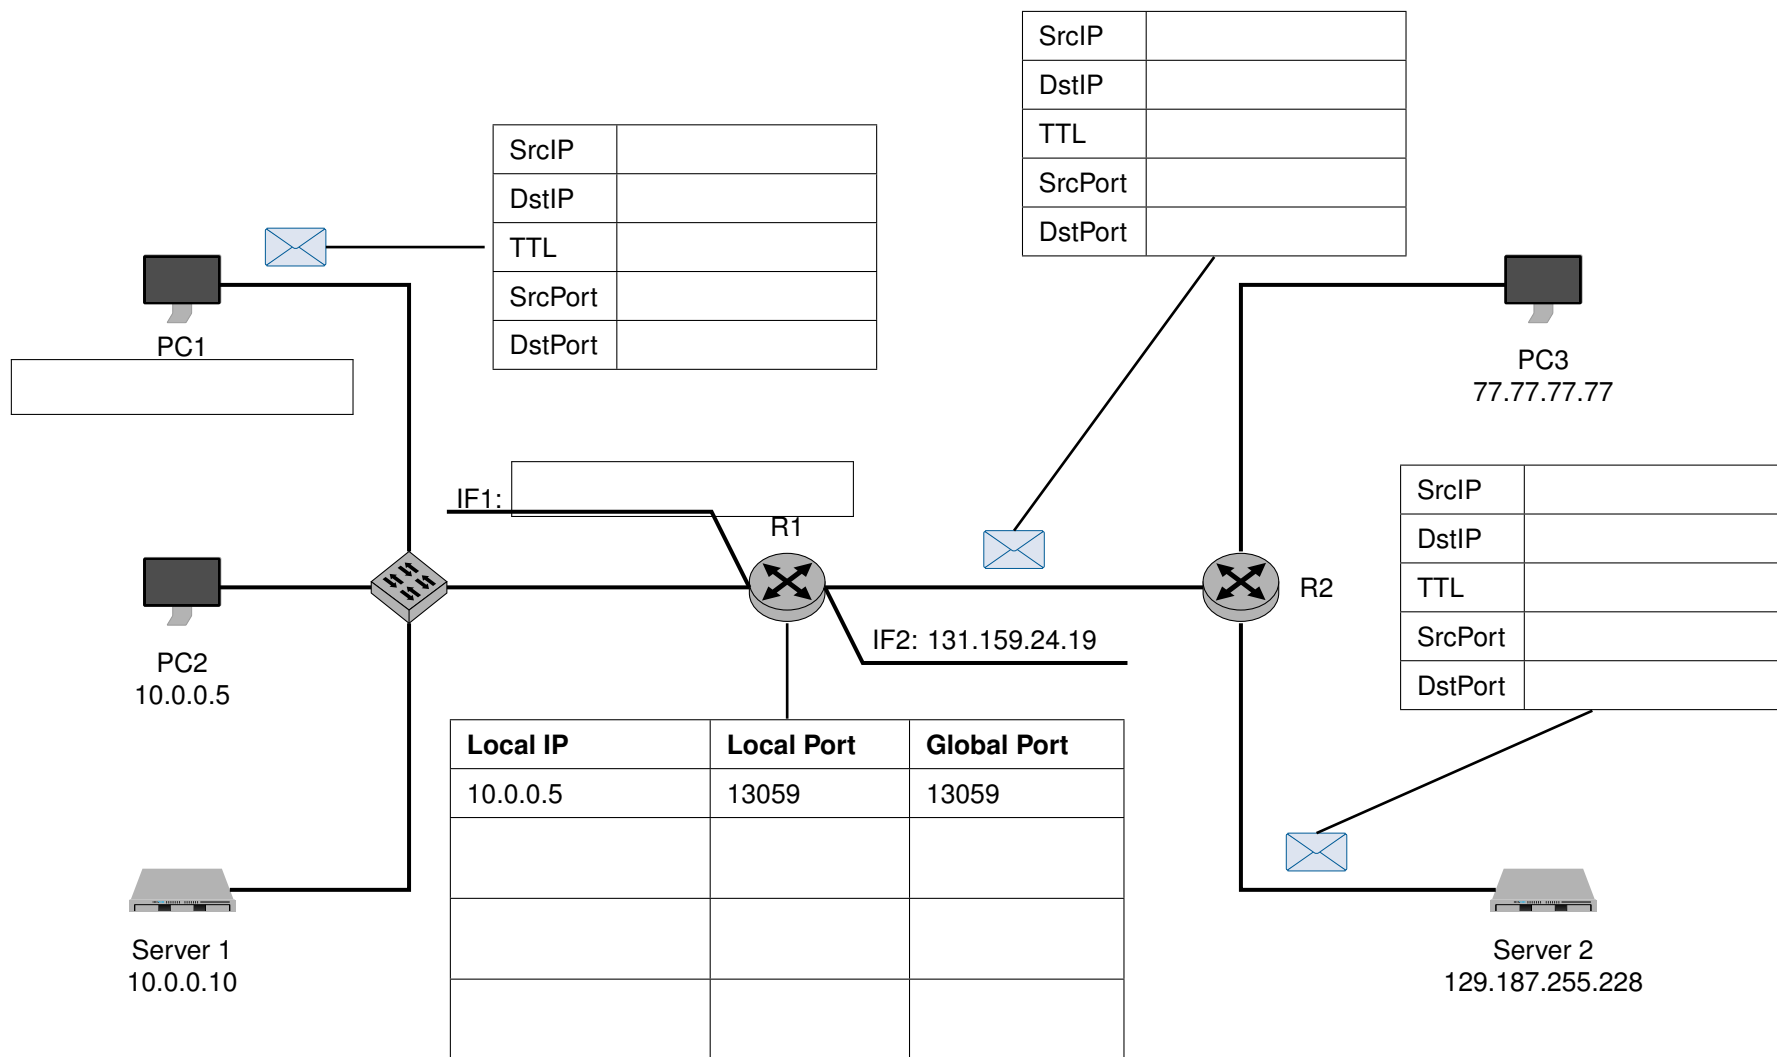 SrcIP
DstIP
TTL
SrcPort
DstPort
SrcIP
DstIP
TTL
SrcPort
DstPort
PC1
PC3
77.77.77.77
IF1:
R1
SrcIP
DstIP
TTL
SrcPort
DstPort
R2
IF2: 131.159.24.19
PC2
10.0.0.5
Local IP Local Port Global Port
10.0.0.5 13059 13059
Server 1
10.0.0.10
Server 2
129.187.255.228